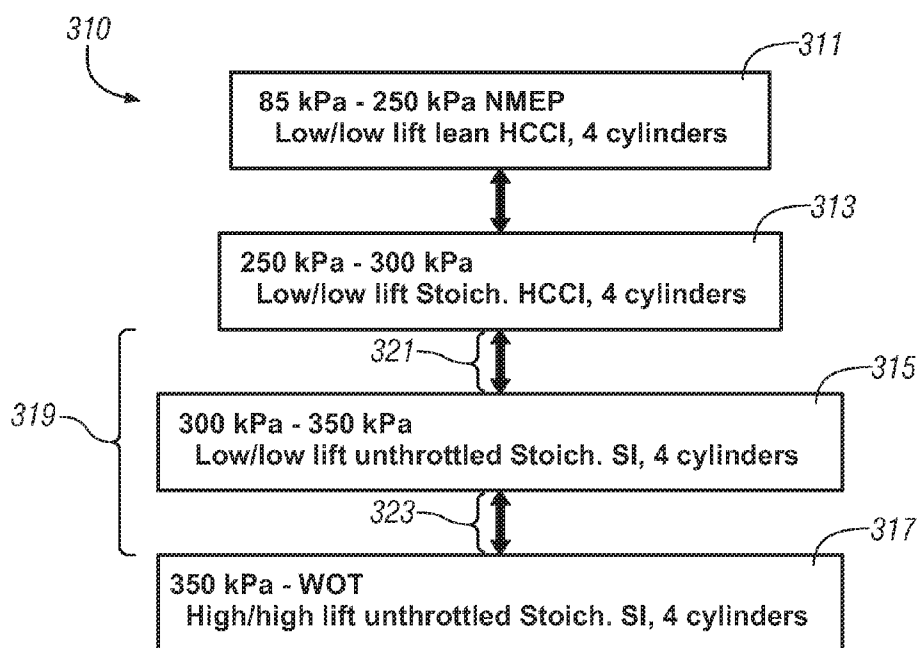 310
311
85 kPa - 250 kPa NMEP
Low/low lift lean HCCI, 4 cylinders
313
250 kPa - 300 kPa
Low/low lift Stoich. HCCI, 4 cylinders
321
315
319
300 kPa - 350 kPa
Low/low lift unthrottled Stoich. SI, 4 cylinders
323
317
350 kPa - WOT
High/high lift unthrottled Stoich. SI, 4 cylinders